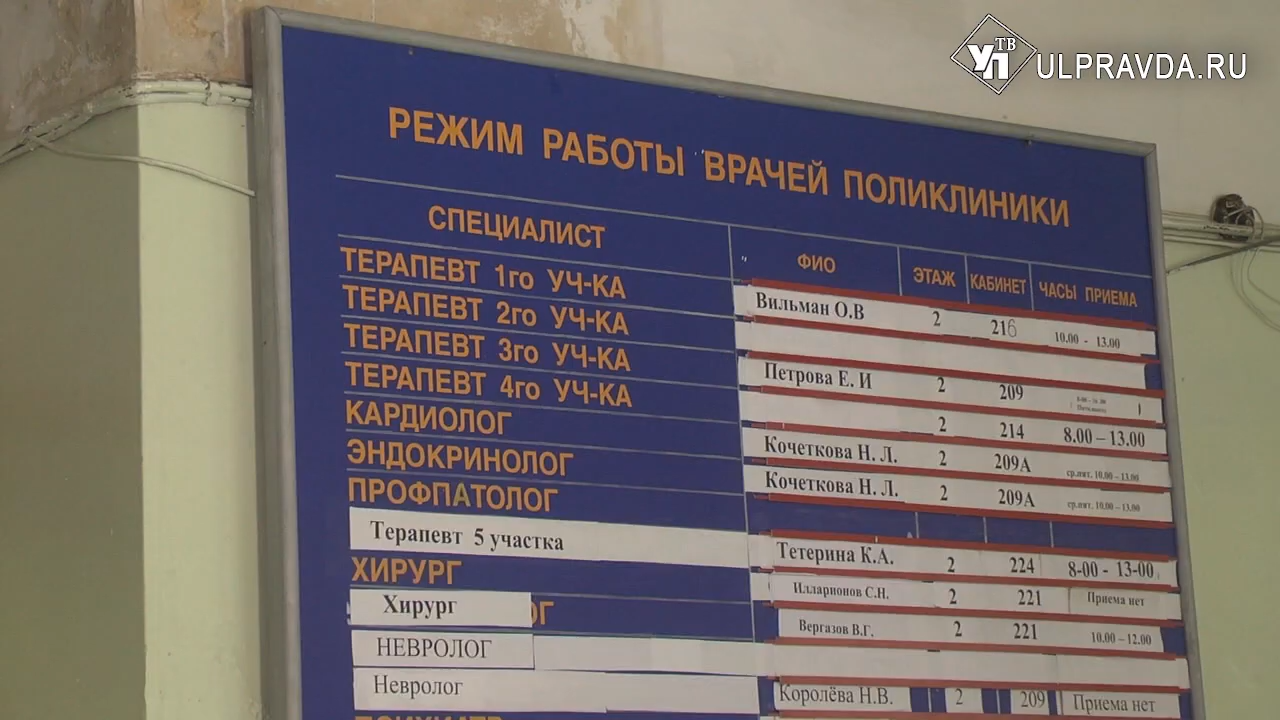 УП ТВ ULPRAVDA.RU
РЕЖИМ РАБОТЫ ВРАЧЕЙ ПОЛИКЛИНИКИ
СПЕЦИАЛИСТ ФИО ЭТАЖ КАБИНЕТ ЧАСЫ ПРИЕМА
ТЕРАПЕВТ 1го УЧ-КА Вильман О.В 2 216 10.00 - 13.00
ТЕРАПЕВТ 2го УЧ-КА
ТЕРАПЕВТ 3го УЧ-КА Петрова Е. И 2 209
ТЕРАПЕВТ 4го УЧ-КА 2 214 8.00 – 13.00
КАРДИОЛОГ Кочеткова Н. Л. 2 209А ср.пят. 10.00 – 13.00
ЭНДОКРИНОЛОГ Кочеткова Н. Л. 2 209А ср.пят. 10.00 – 13.00
ПРОФПАТОЛОГ
Терапевт 5 участка Тетерина К.А. 2 224 8-00 - 13-00
ХИРУРГ Илларионов С.Н. 2 221 Приема нет
Хирург ОГ Вергазов В.Г. 2 221 10.00 – 12.00
НЕВРОЛОГ
Невролог Королёва Н.В. 2 209 Приема нет